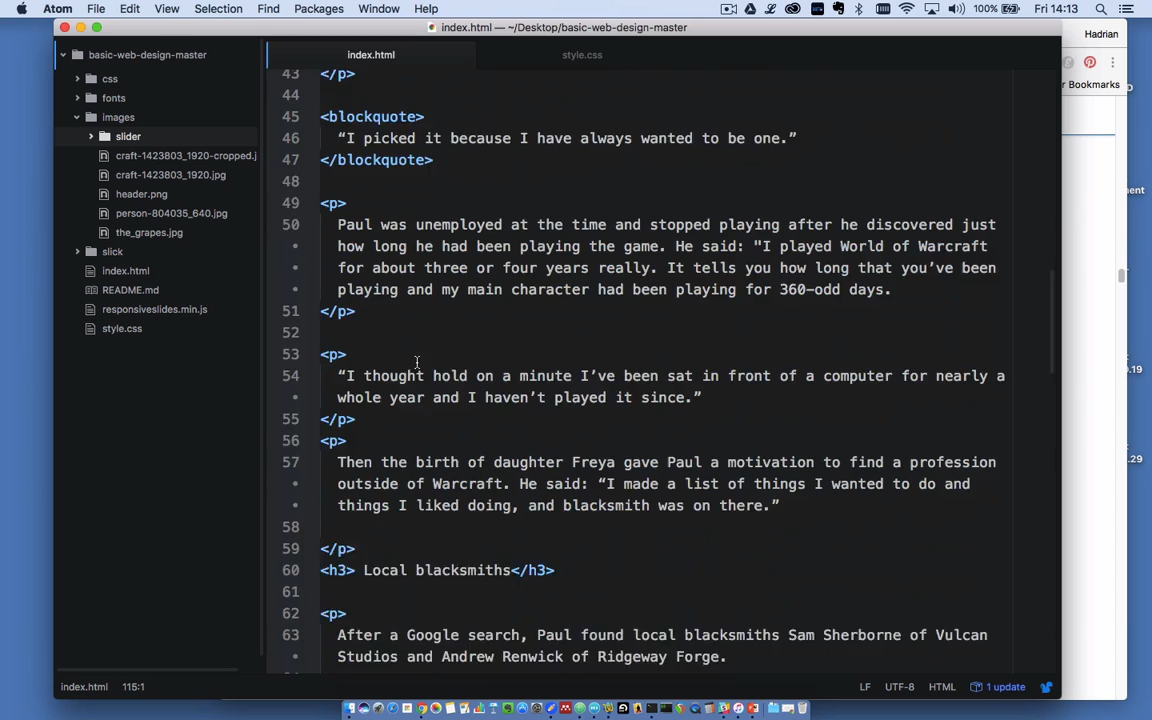 Atom File Edit View Selection Find Packages Window Help 100% Fri 14:13
index.html — ~/Desktop/basic-web-design-master
Hadrian
basic-web-design-master
index.html style.css
r Bookmarks
css
fonts
images
slider
craft-1423803_1920-cropped.j
craft-1423803_1920.jpg
header.png
person-804035_640.jpg
the_grapes.jpg
slick
index.html
README.md
responsiveslides.min.js
style.css
43 </p>
44
45 <blockquote>
46 “I picked it because I have always wanted to be one.”
47 </blockquote>
48
49 <p>
50 Paul was unemployed at the time and stopped playing after he discovered just
• how long he had been playing the game. He said: "I played World of Warcraft
• for about three or four years really. It tells you how long that you’ve been
• playing and my main character had been playing for 360-odd days.
51 </p>
52
53 <p>
54 “I thought hold on a minute I’ve been sat in front of a computer for nearly a
• whole year and I haven’t played it since.”
55 </p>
56 <p>
57 Then the birth of daughter Freya gave Paul a motivation to find a profession
• outside of Warcraft. He said: “I made a list of things I wanted to do and
• things I liked doing, and blacksmith was on there.”
58
59 </p>
60 <h3> Local blacksmiths</h3>
61
62 <p>
63 After a Google search, Paul found local blacksmiths Sam Sherborne of Vulcan
• Studios and Andrew Renwick of Ridgeway Forge.
ment
.19
.29
index.html 115:1 LF UTF-8 HTML 1 update